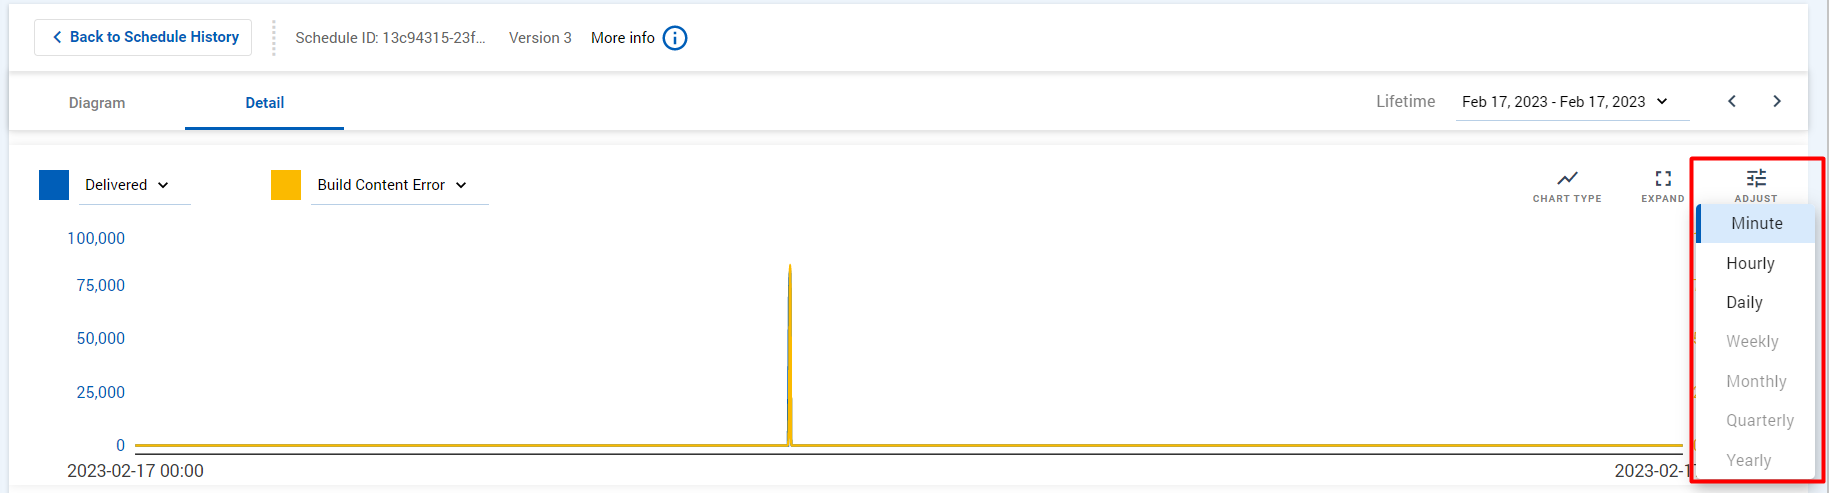 Back to Schedule History
Schedule ID: 13c94315-23f...
Version 3
More info
Diagram
Detail
Lifetime
Feb 17, 2023 - Feb 17, 2023
Delivered
Build Content Error
CHART TYPE
EXPAND
ADJUST
Minute
Hourly
Daily
Weekly
Monthly
Quarterly
Yearly
100,000
75,000
50,000
25,000
0
2023-02-17 00:00
2023-02-1